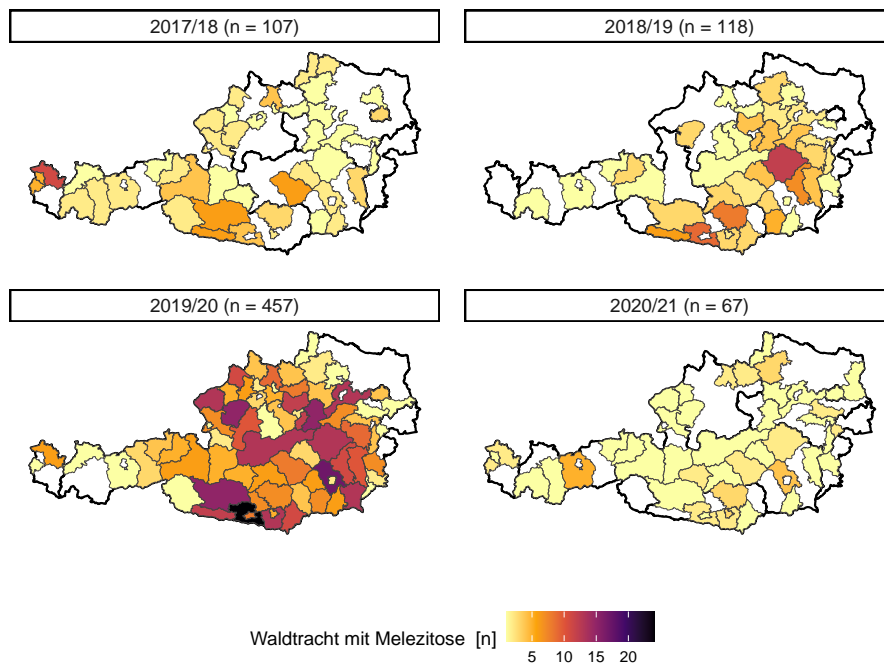 2017/18 (n = 107)
2018/19 (n = 118)
2019/20 (n = 457)
2020/21 (n = 67)
Waldtracht mit Melezitose [n]
5 10 15 20